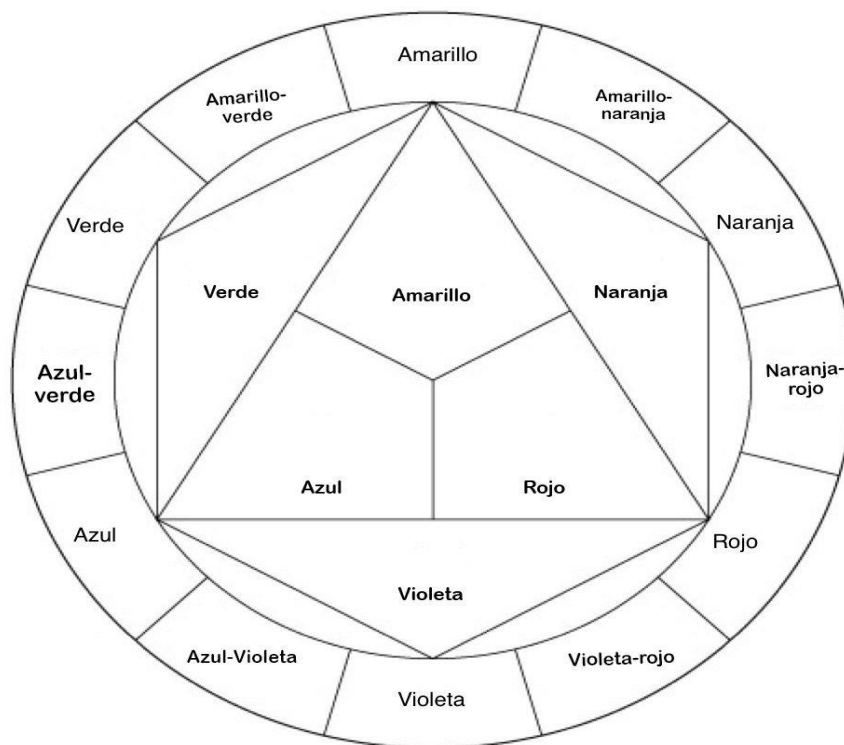 Amarillo
Amarillo-
verde
Amarillo-
naranja
Verde
Naranja
Verde
Amarillo
Naranja
Azul-
verde
Naranja-
rojo
Azul
Rojo
Azul
Rojo
Violeta
Azul-Violeta
Violeta-rojo
Violeta